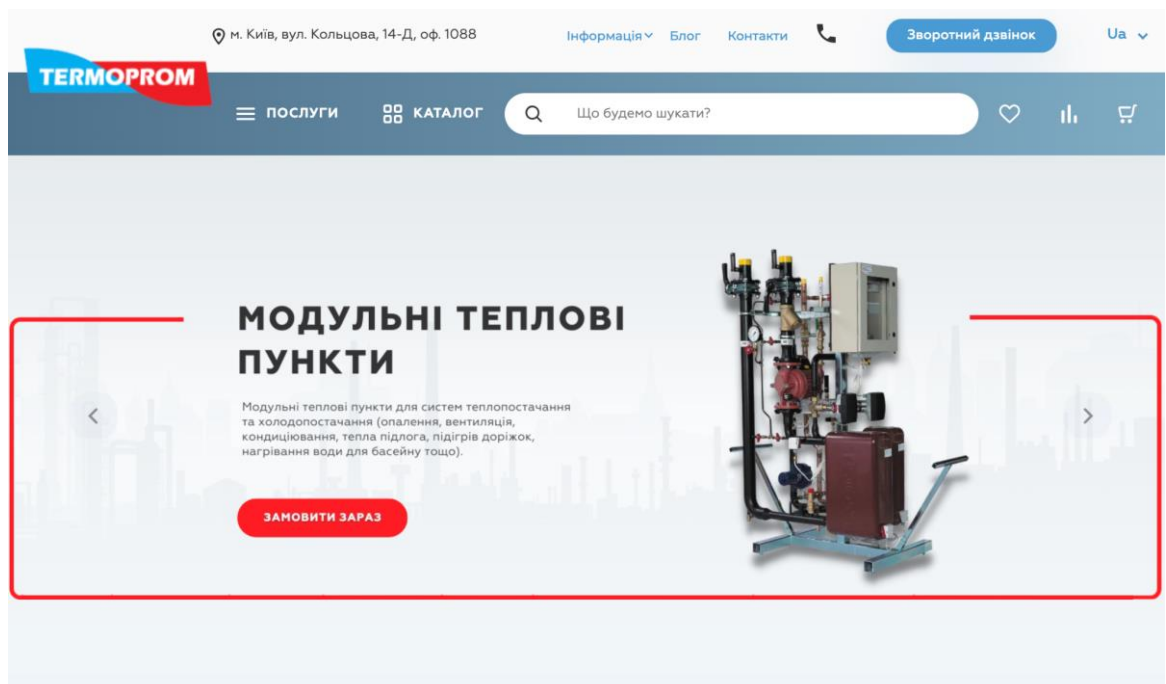 м. Київ, вул. Кольцова, 14-Д, оф. 1088
Інформація
Блог
Контакти
Зворотний дзвінок
Ua
TERMOPROM
ПОСЛУГИ
КАТАЛОГ
Що будемо шукати?
МОДУЛЬНІ ТЕПЛОВІ
ПУНКТИ
Модульні теплові пункти для систем теплопостачання
та холодопостачання (опалення, вентиляція,
кондиціювання, тепла підлога, підігрів доріжок,
нагрівання води для басейну тощо).
ЗАМОВИТИ ЗАРАЗ